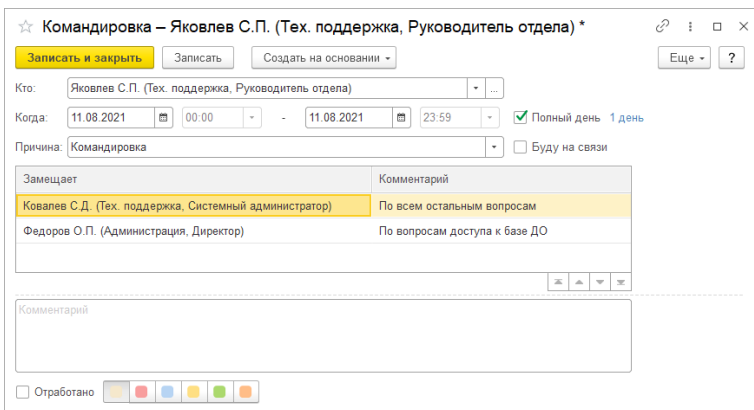 Командировка – Яковлев С.П. (Тех. поддержка, Руководитель отдела) *
Записать и закрыть Записать Создать на основании Еще ?
Кто: Яковлев С.П. (Тех. поддержка, Руководитель отдела) ...
Когда: 11.08.2021 00:00 - 11.08.2021 23:59 Полный день 1 день
Причина: Командировка Буду на связи
Замещает Комментарий
Ковалев С.Д. (Тех. поддержка, Системный администратор) По всем остальным вопросам
Федоров О.П. (Администрация, Директор) По вопросам доступа к базе ДО
Комментарий
Отработано